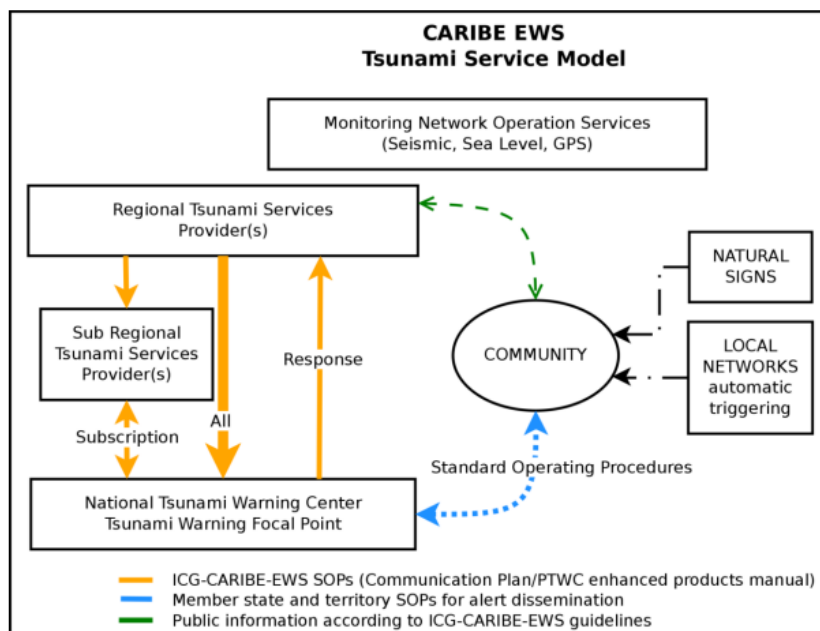 CARIBE EWS
Tsunami Service Model
Monitoring Network Operation Services
(Seismic, Sea Level, GPS)
Regional Tsunami Services
Provider(s)
NATURAL
SIGNS
Sub Regional
Tsunami Services
Provider(s)
Response
COMMUNITY
LOCAL
NETWORKS
automatic
triggering
All
Subscription
Standard Operating Procedures
National Tsunami Warning Center
Tsunami Warning Focal Point
ICG-CARIBE-EWS SOPs (Communication Plan/PTWC enhanced products manual)
Member state and territory SOPs for alert dissemination
Public information according to ICG-CARIBE-EWS guidelines